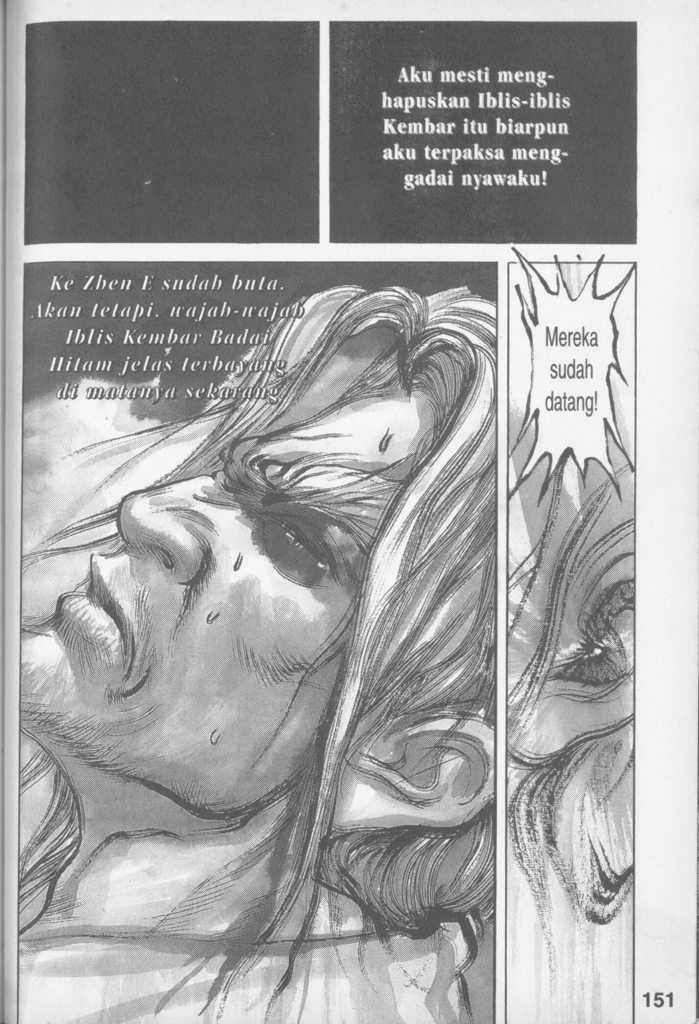 Aku mesti meng-
hapuskan Iblis-iblis
Kembar itu biarpun
aku terpaksa meng-
gadai nyawaku!
Ke Zhen E sudah buta.
Akan tetapi, wajah-wajah
Iblis Kembar Badai
Hitam jelas terbayang
di matanya sekarang.
Mereka
sudah
datang!
151